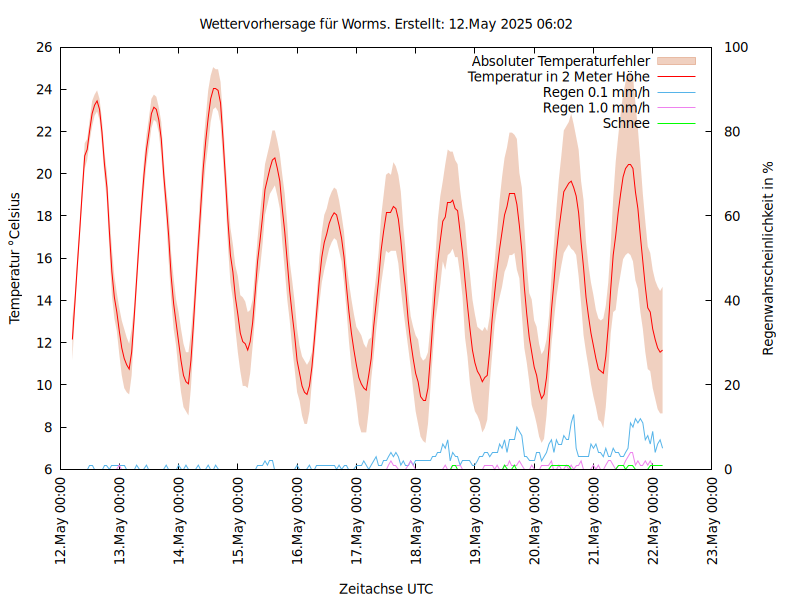 Wettervorhersage für Worms. Erstellt: 12.May 2025 06:02
Absoluter Temperaturfehler
Temperatur in 2 Meter Höhe
Regen 0.1 mm/h
Regen 1.0 mm/h
Schnee
Temperatur °Celsius
26
24
22
20
18
16
14
12
10
8
6
100
80
60
40
20
0
Regenwahrscheinlichkeit in %
12.May 00:00
13.May 00:00
14.May 00:00
15.May 00:00
16.May 00:00
17.May 00:00
18.May 00:00
19.May 00:00
20.May 00:00
21.May 00:00
22.May 00:00
23.May 00:00
Zeitachse UTC